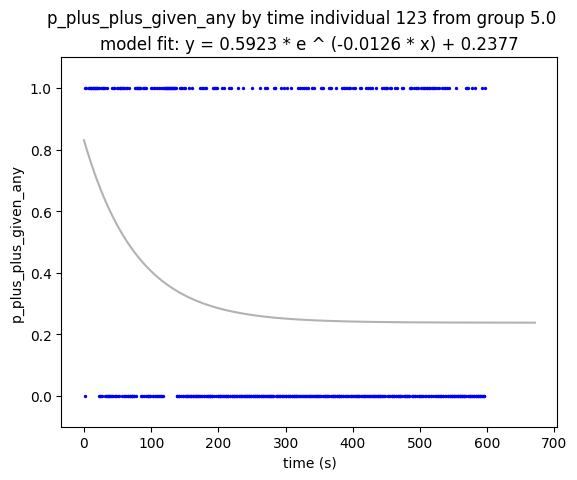 p_plus_plus_given_any by time individual 123 from group 5.0
model fit: y = 0.5923 * e ^ (-0.0126 * x) + 0.2377
1.0
0.8
0.6
0.4
0.2
0.0
p_plus_plus_given_any
0 100 200 300 400 500 600 700
time (s)